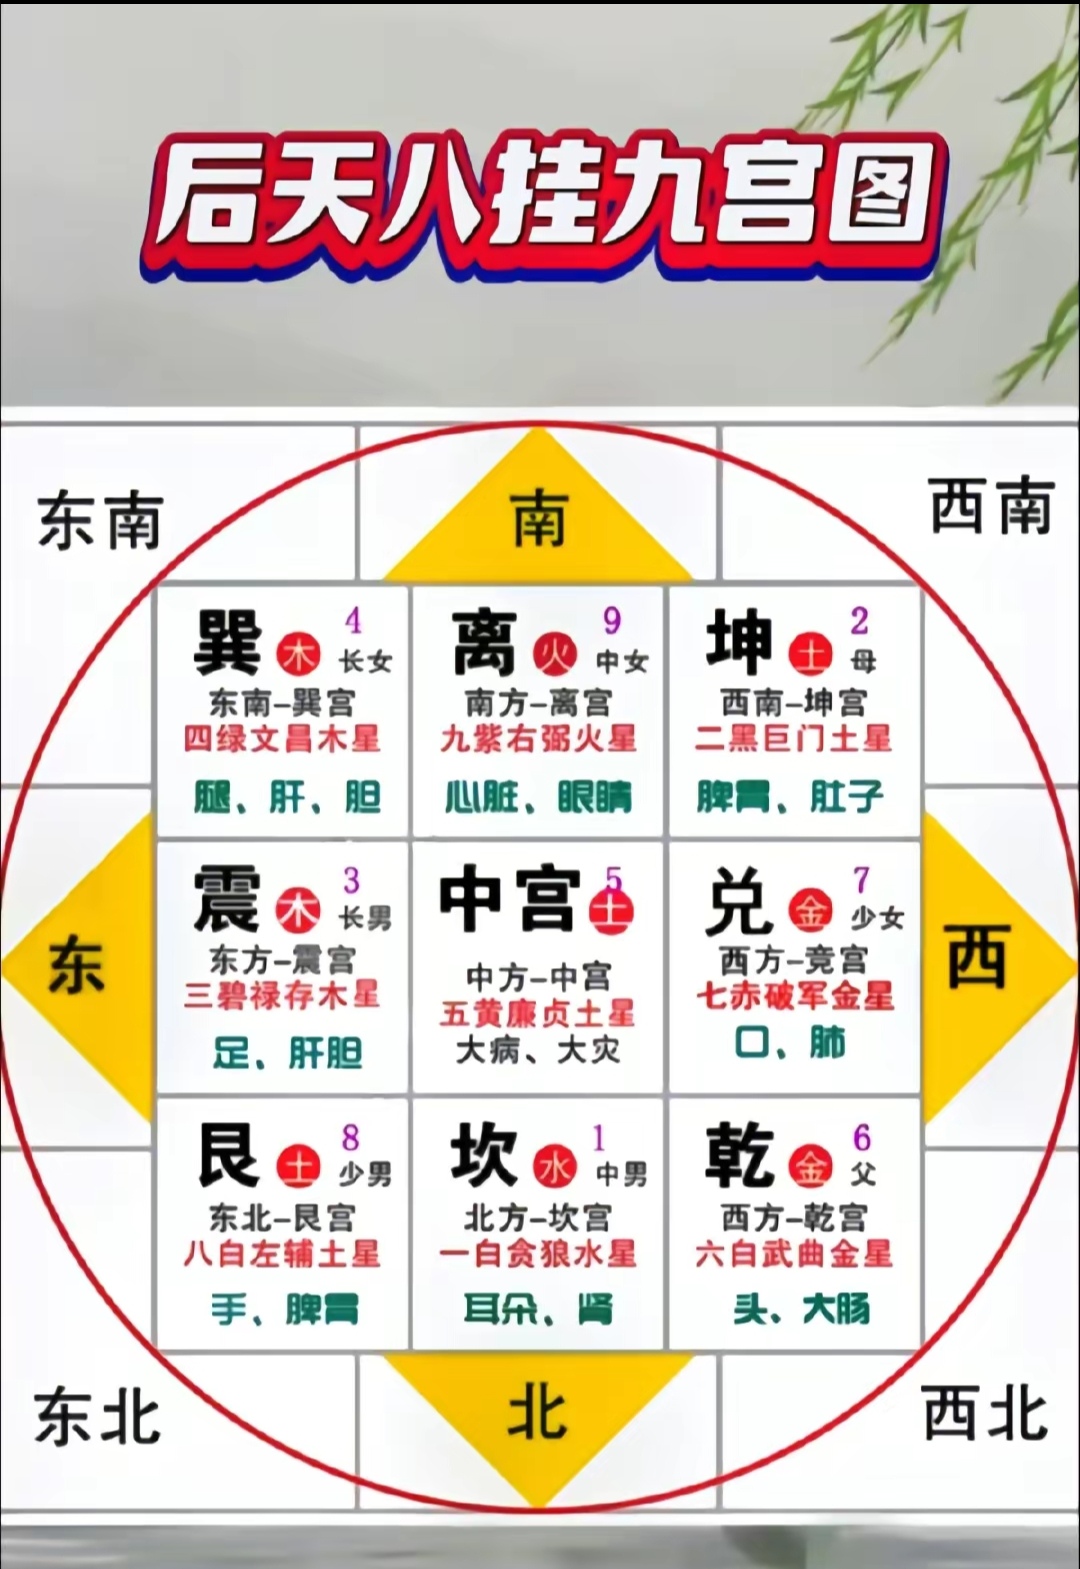 后天八挂九宫图
东南
南
西南
巽 木 4 长女
东南-巽宫
四绿文昌木星
腿、肝、胆
离 火 9 中女
南方-离宫
九紫右弼火星
心脏、眼睛
坤 土 2 母
西南-坤宫
二黑巨门土星
脾胃、肚子
东
震 木 3 长男
东方-震宫
三碧禄存木星
足、肝胆
中宫 土 5
中方-中宫
五黄廉贞土星
大病、大灾
兑 金 7 少女
西方-竞宫
七赤破军金星
口、肺
西
艮 土 8 少男
东北-艮宫
八白左辅土星
手、脾胃
坎 水 1 中男
北方-坎宫
一白贪狼水星
耳朵、肾
乾 金 6 父
西方-乾宫
六白武曲金星
头、大肠
东北
北
西北